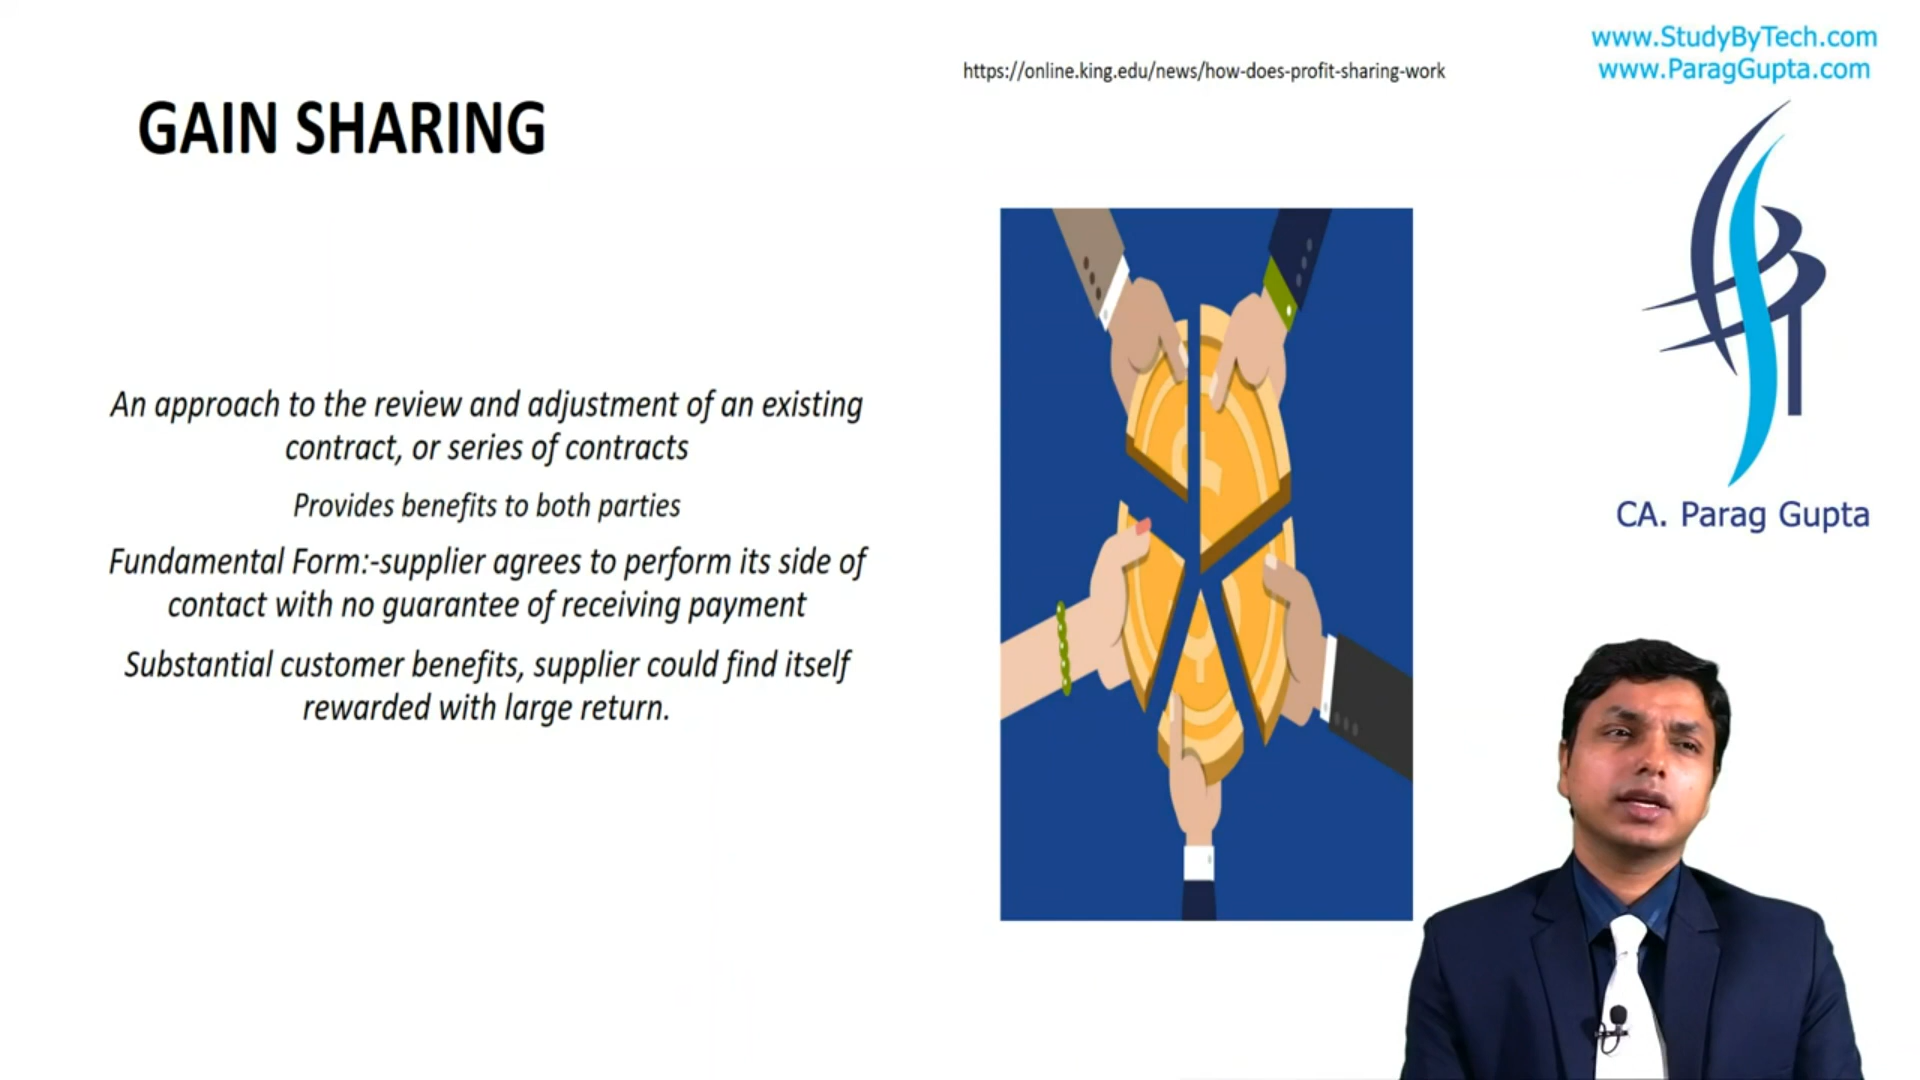 www.StudyByTech.com
www.ParagGupta.com
https://online.king.edu/news/how-does-profit-sharing-work
GAIN SHARING
An approach to the review and adjustment of an existing
contract, or series of contracts
Provides benefits to both parties
Fundamental Form:-supplier agrees to perform its side of
contact with no guarantee of receiving payment
Substantial customer benefits, supplier could find itself
rewarded with large return.
CA. Parag Gupta